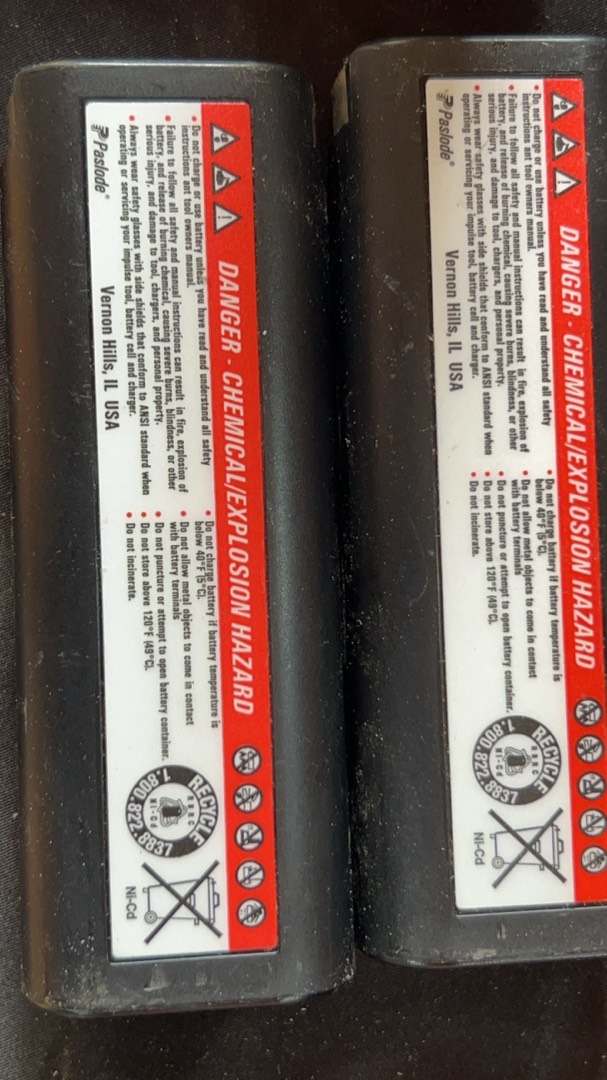 DANGER - CHEMICAL/EXPLOSION HAZARD
• Do not charge or use battery unless you have read and understand all safety
instructions ant tool owners manual.
• Failure to follow all safety and manual instructions can result in fire, explosion of
battery, and release of burning chemical, causing severe burns, blindness, or other
serious injury, and damage to tool, chargers, and personal property.
• Always wear safety glasses with side shields that conform to ANSI standard when
operating or servicing your impulse tool, battery cell and charger.
Paslode®
Vernon Hills, IL USA
• Do not charge battery if battery temperature is
below 40°F (5°C).
• Do not allow metal objects to come in contact
with battery terminals
• Do not puncture or attempt to open battery container.
• Do not store above 120°F (49°C).
• Do not incinerate.
RECYCLE
RBRC
Ni-Cd
1.800.822.8837
Ni-Cd
DANGER - CHEMICAL/EXPLOSION HAZARD
• Do not charge or use battery unless you have read and understand all safety
instructions ant tool owners manual.
• Failure to follow all safety and manual instructions can result in fire, explosion of
battery, and release of burning chemical, causing severe burns, blindness, or other
serious injury, and damage to tool, chargers, and personal property.
• Always wear safety glasses with side shields that conform to ANSI standard when
operating or servicing your impulse tool, battery cell and charger.
Paslode®
Vernon Hills, IL USA
• Do not charge battery if battery temperature is
below 40°F (5°C).
• Do not allow metal objects to come in contact
with battery terminals
• Do not puncture or attempt to open battery container.
• Do not store above 120°F (49°C).
• Do not incinerate.
RECYCLE
RBRC
Ni-Cd
1.800.822.8837
Ni-Cd